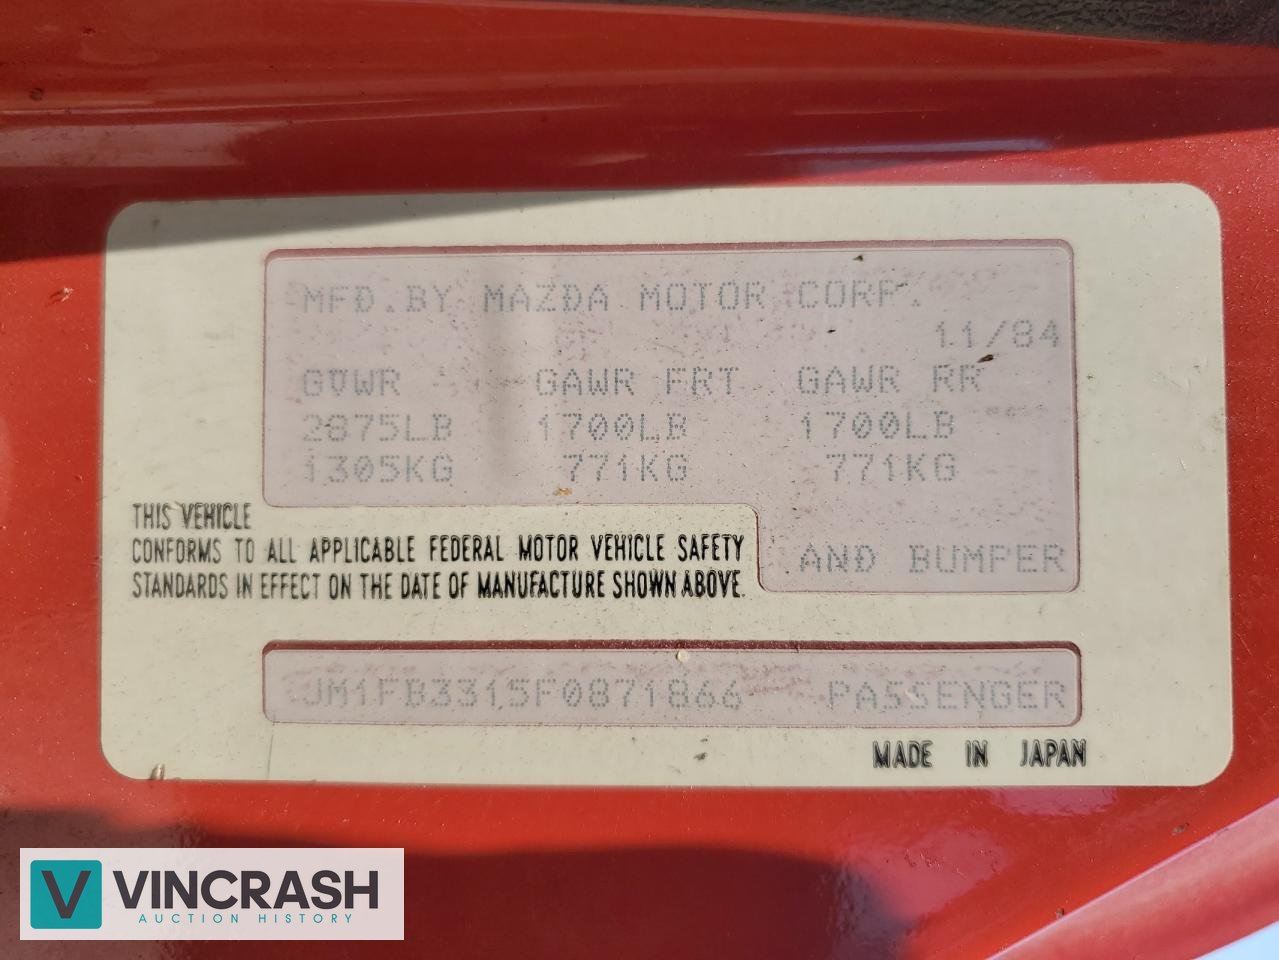 MFD.BY MAZDA MOTOR CORP.
11/84
GVWR GAWR FRT GAWR RR
2875LB 1700LB 1700LB
1305KG 771KG 771KG
THIS VEHICLE
CONFORMS TO ALL APPLICABLE FEDERAL MOTOR VEHICLE SAFETY
STANDARDS IN EFFECT ON THE DATE OF MANUFACTURE SHOWN ABOVE.
AND BUMPER
JM1FB3315F0871866 PASSENGER
MADE IN JAPAN
V VINCRASH
AUCTION HISTORY